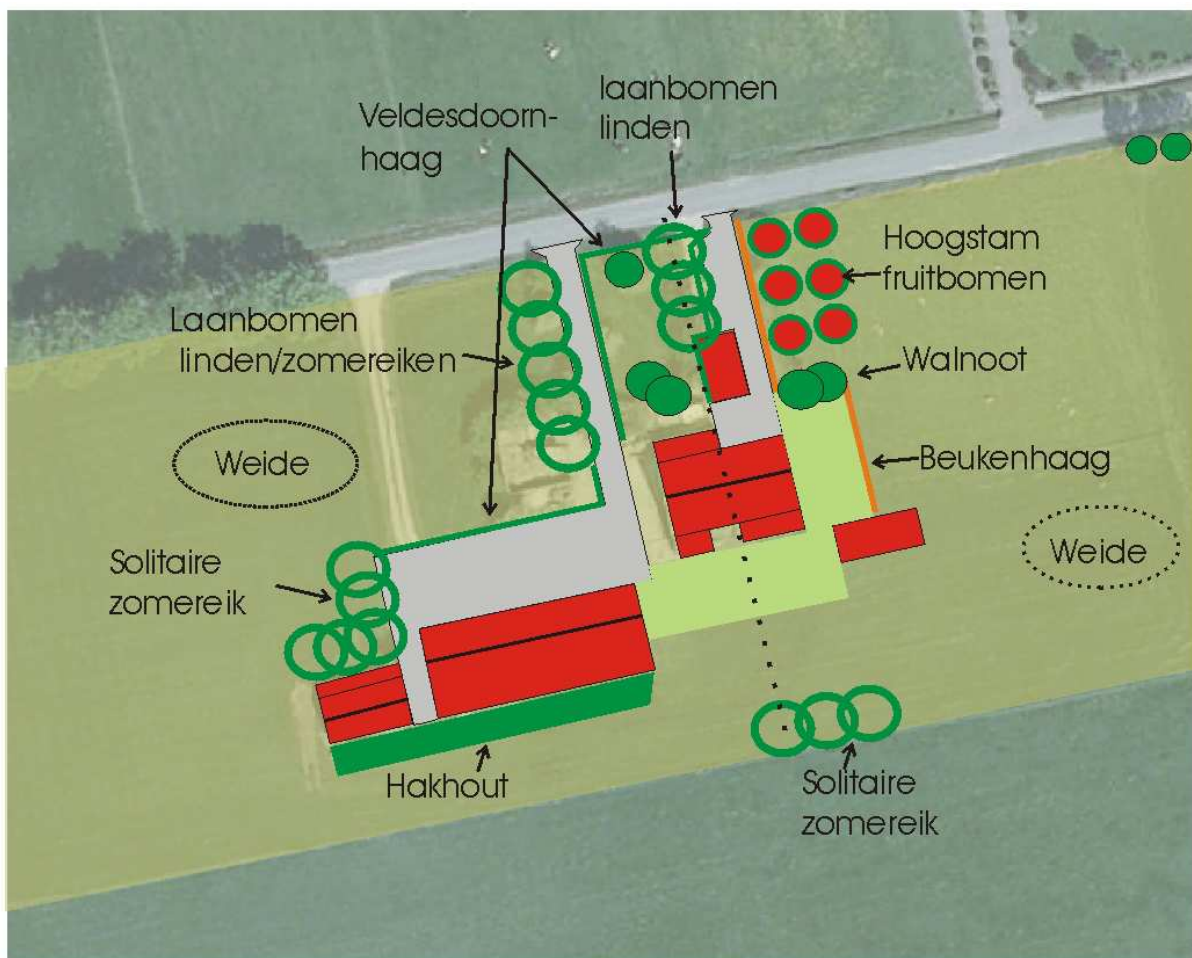 laanbomen
linden
Veldesdoorn-
haag
Hoogstam
fruitbomen
Laanbomen
linden/zomereiken
Walnoot
Weide
Beukenhaag
Weide
Solitaire
zomereik
Hakhout
Solitaire
zomereik